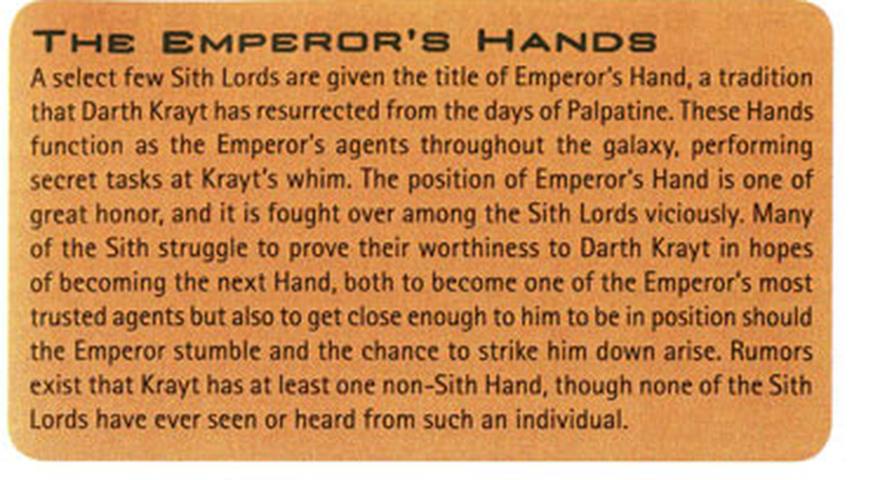 THE EMPEROR'S HANDS
A select few Sith Lords are given the title of Emperor's Hand, a tradition
that Darth Krayt has resurrected from the days of Palpatine. These Hands
function as the Emperor's agents throughout the galaxy, performing
secret tasks at Krayt's whim. The position of Emperor's Hand is one of
great honor, and it is fought over among the Sith Lords viciously. Many
of the Sith struggle to prove their worthiness to Darth Krayt in hopes
of becoming the next Hand, both to become one of the Emperor's most
trusted agents but also to get close enough to him to be in position should
the Emperor stumble and the chance to strike him down arise. Rumors
exist that Krayt has at least one non-Sith Hand, though none of the Sith
Lords have ever seen or heard from such an individual.